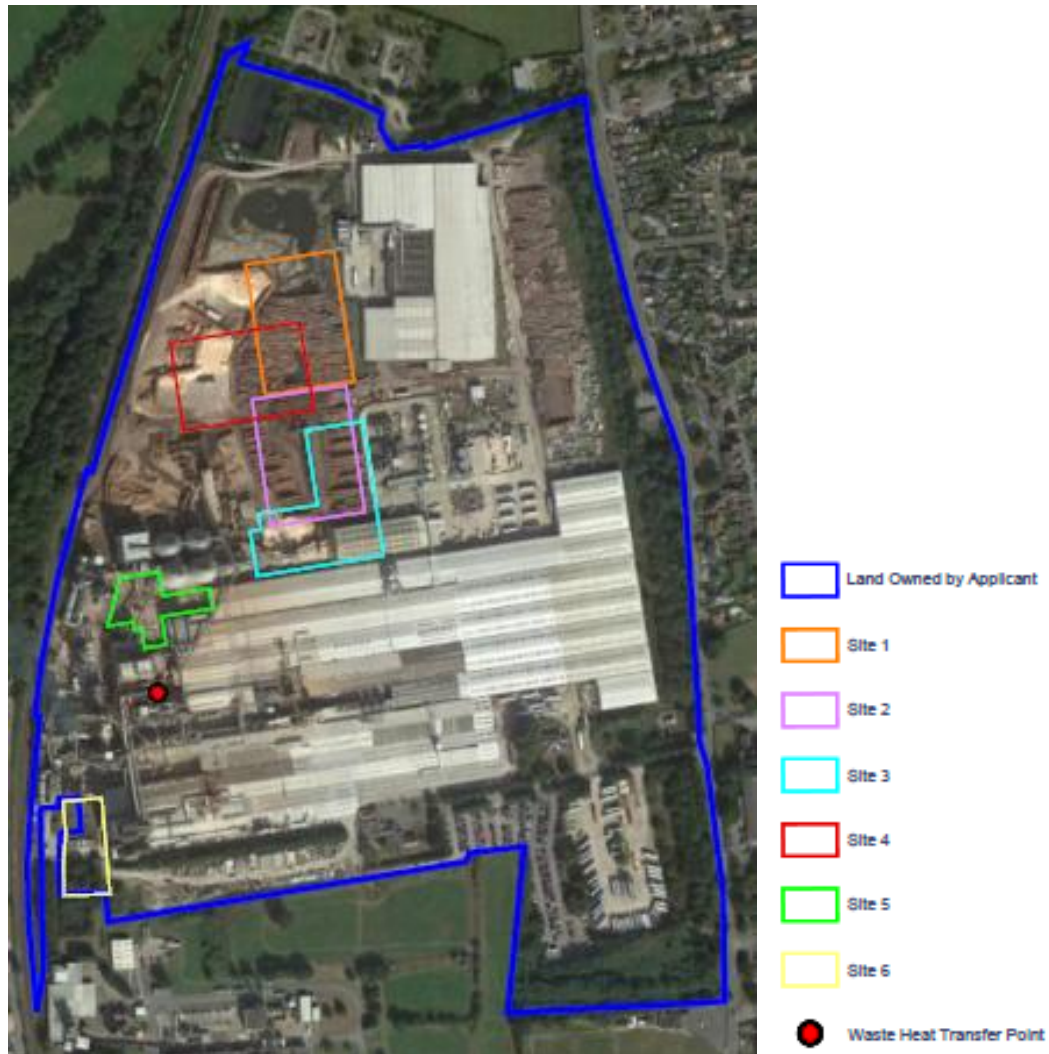 Land Owned by Applicant
Site 1
Site 2
Site 3
Site 4
Site 5
Site 6
Waste Heat Transfer Point